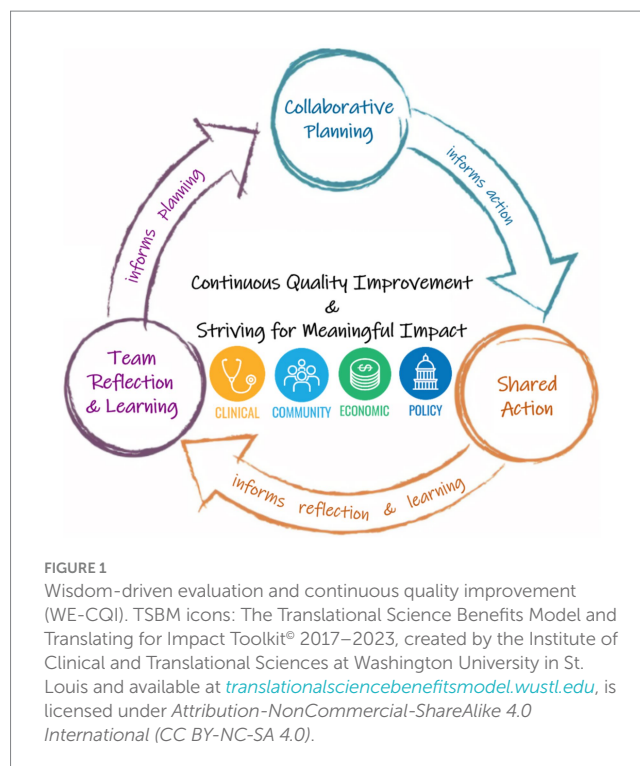 Collaborative
Planning
informs planning
informs action
Continuous Quality Improvement
&
Striving for Meaningful Impact
Team
Reflection
& Learning
CLINICAL
COMMUNITY
ECONOMIC
POLICY
Shared
Action
informs reflection & learning
FIGURE 1
Wisdom-driven evaluation and continuous quality improvement
(WE-CQI). TSBM icons: The Translational Science Benefits Model and
Translating for Impact Toolkit© 2017–2023, created by the Institute of
Clinical and Translational Sciences at Washington University in St.
Louis and available at translationalsciencebenefitsmodel.wustl.edu, is
licensed under Attribution-NonCommercial-ShareAlike 4.0
International (CC BY-NC-SA 4.0).